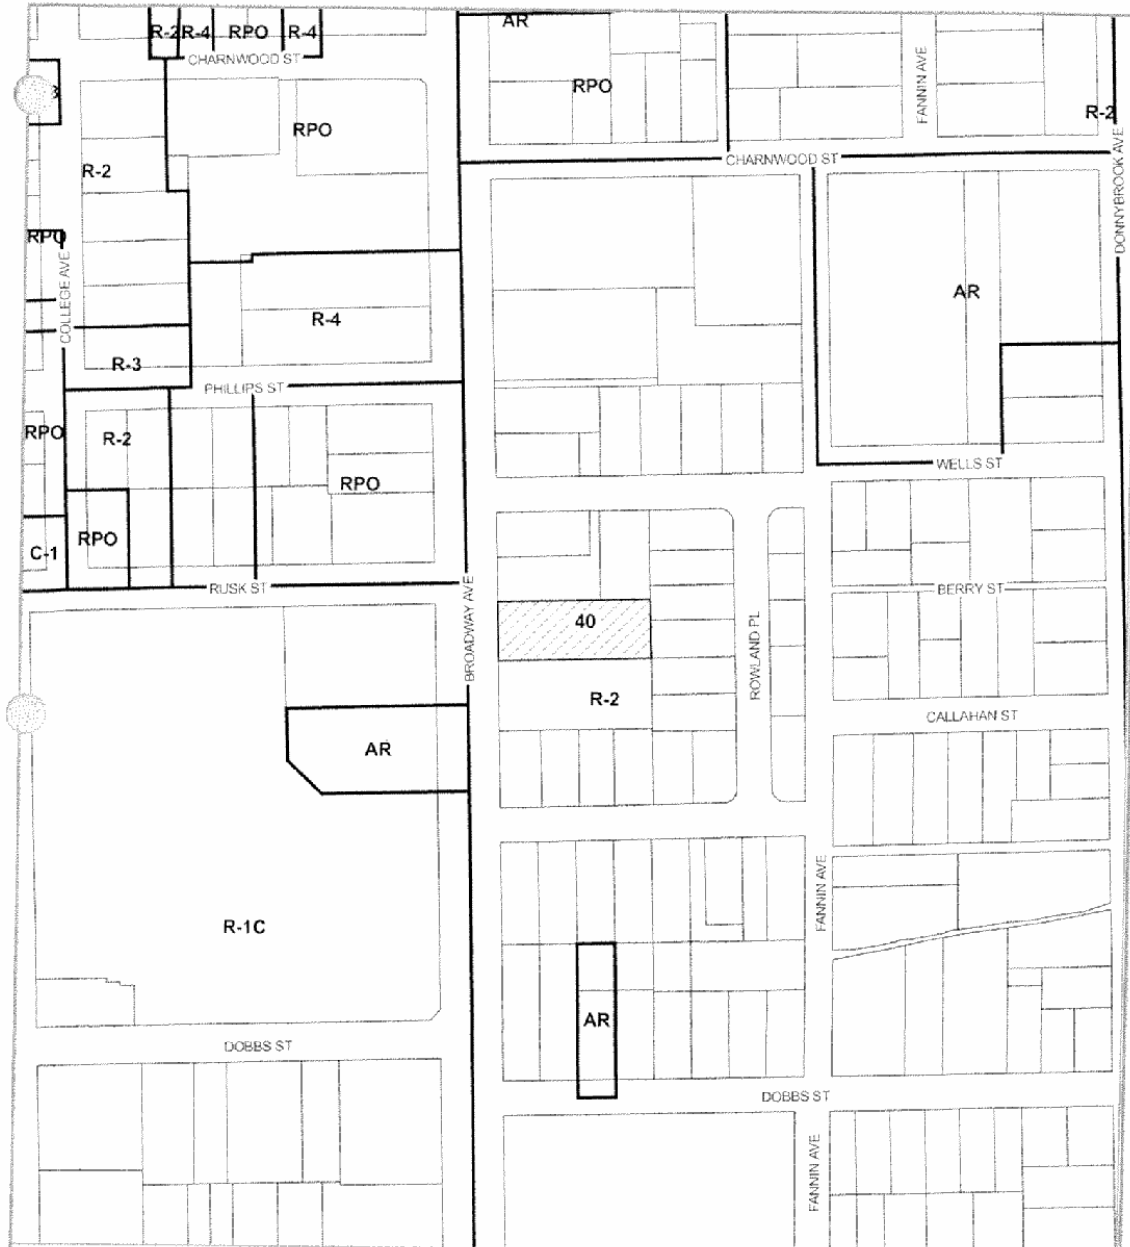 R-2
R-4
RPO
R-4
AR
CHARNWOOD ST
RPO
FANNIN AVE
R-2
RPO
CHARNWOOD ST
DONNYBROOK AVE
R-2
RPO
COLLEGE AVE
AR
R-4
R-3
PHILLIPS ST
RPO
R-2
WELLS ST
RPO
C-1
RPO
RUSK ST
BROADWAY AVE
BERRY ST
40
ROWLAND PL
R-2
CALLAHAN ST
AR
FANNIN AVE
R-1C
AR
DOBBS ST
DOBBS ST
FANNIN AVE